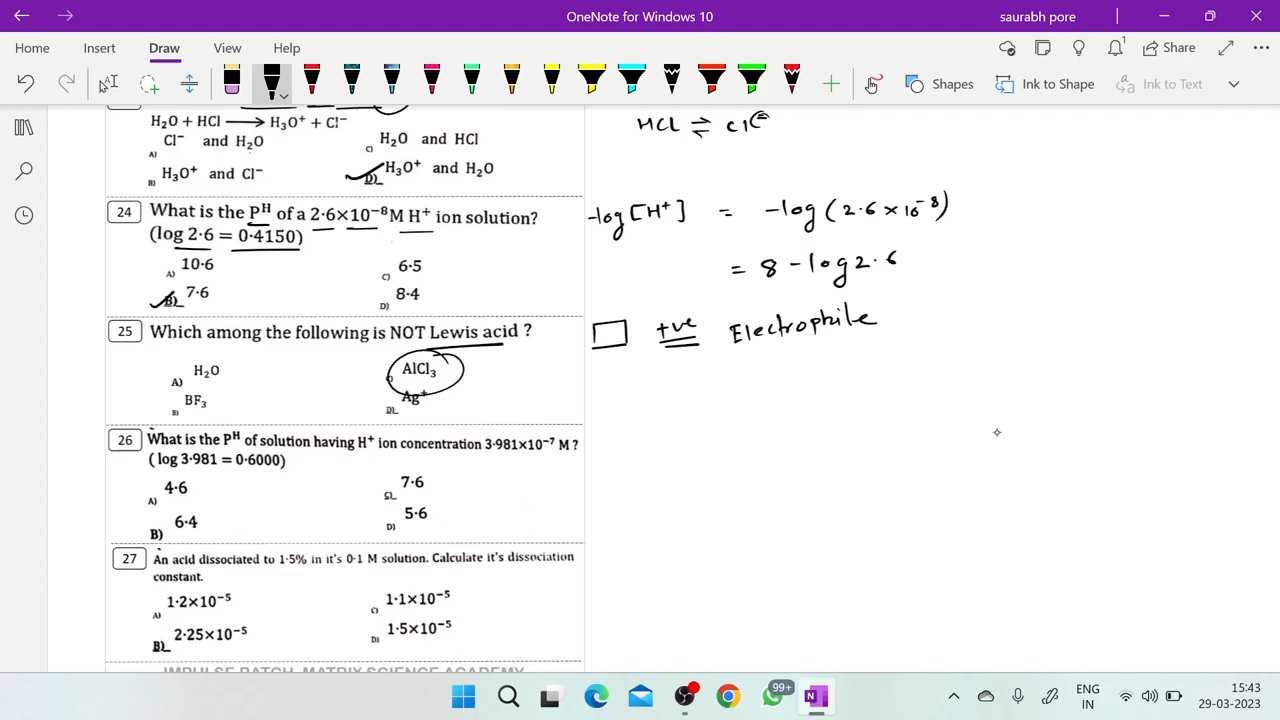 OneNote for Windows 10
saurabh pore
Home Insert Draw View Help
Share
Shapes Ink to Shape Ink to Text
H₂O + HCl ⟶ H₃O⁺ + Cl⁻
A) Cl⁻ and H₂O
C) H₂O and HCl
B) H₃O⁺ and Cl⁻
D) H₃O⁺ and H₂O
HCl ⇌ Cl⊖
24 What is the Pᴴ of a 2·6×10⁻⁸M H⁺ ion solution?
(log 2·6 = 0·4150)
A) 10·6
C) 6·5
B) 7·6
D) 8·4
-log[H⁺] = -log(2.6×10⁻⁸)
= 8 - log 2.6
25 Which among the following is NOT Lewis acid ?
A) H₂O
C) AlCl₃
B) BF₃
D) Ag⁺
+ve Electrophile
26 What is the Pᴴ of solution having H⁺ ion concentration 3·981×10⁻⁷ M ?
( log 3·981 = 0·6000)
A) 4·6
C) 7·6
B) 6·4
D) 5·6
27 An acid dissociated to 1·5% in it's 0·1 M solution. Calculate it's dissociation
constant.
A) 1·2×10⁻⁵
C) 1·1×10⁻⁵
B) 2·25×10⁻⁵
D) 1·5×10⁻⁵
IMPULSE BATCH, MATRIX SCIENCE ACADEMY
99+
ENG
IN
15:43
29-03-2023